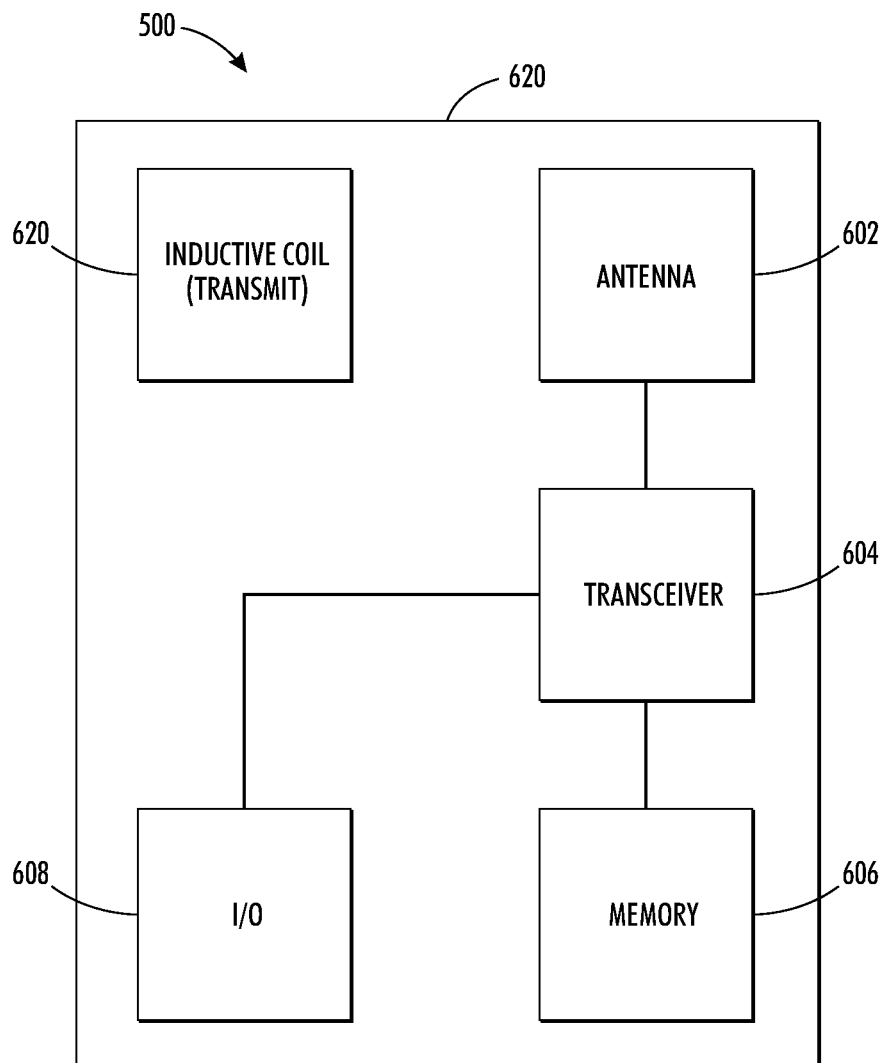 500
620
620
INDUCTIVE COIL
(TRANSMIT)
ANTENNA
602
TRANSCEIVER
604
608
I/O
MEMORY
606